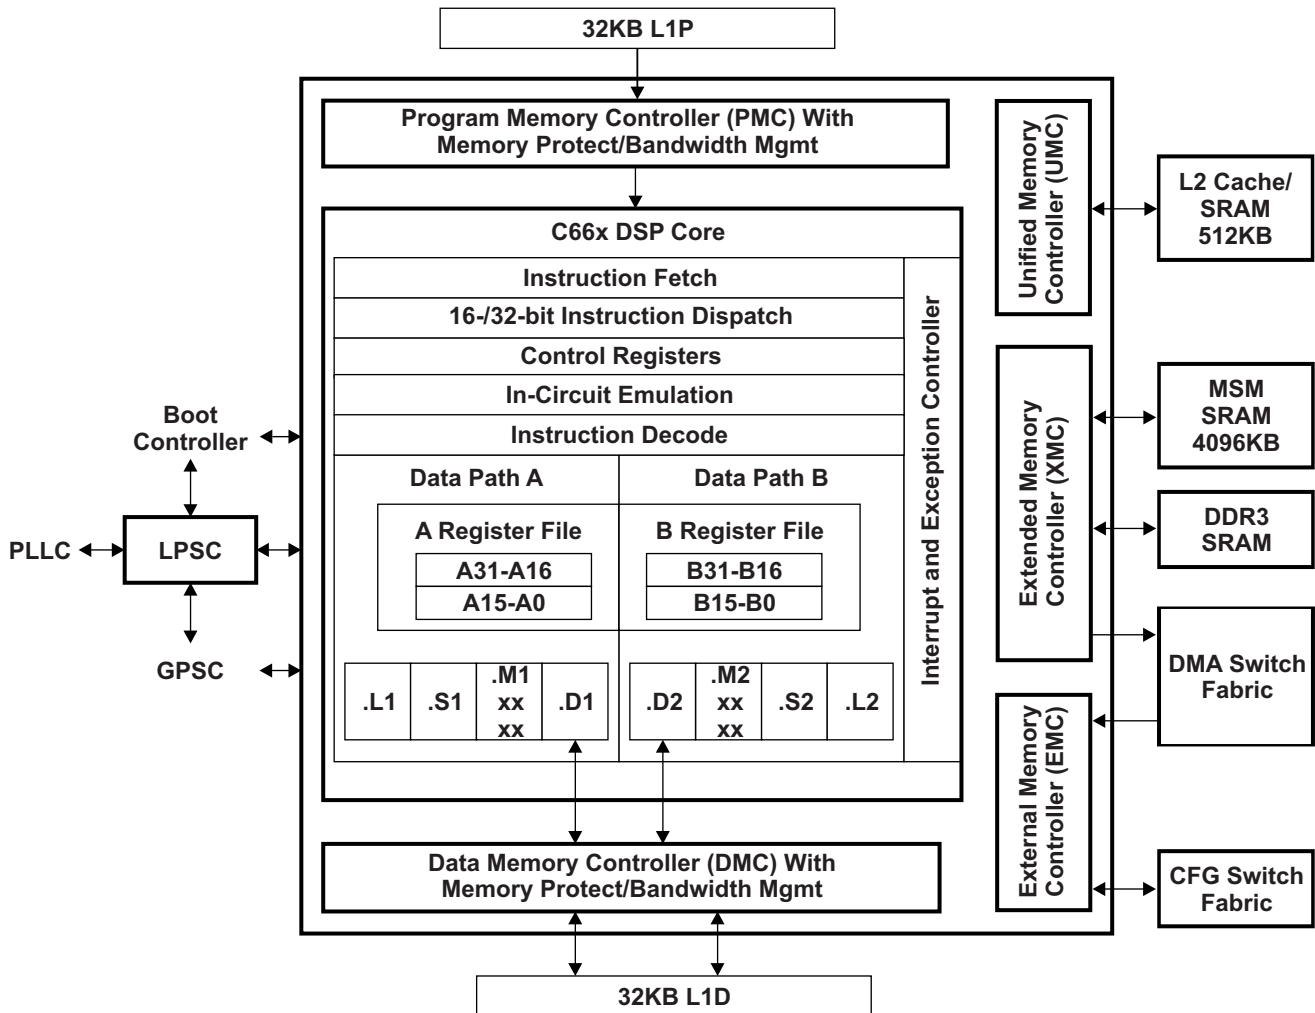 32KB L1P
Program Memory Controller (PMC) With
Memory Protect/Bandwidth Mgmt
C66x DSP Core
Instruction Fetch
16-/32-bit Instruction Dispatch
Control Registers
In-Circuit Emulation
Instruction Decode
Data Path A
Data Path B
A Register File
B Register File
A31-A16
A15-A0
B31-B16
B15-B0
.L1
.S1
.M1
xx
xx
.D1
.D2
.M2
xx
xx
.S2
.L2
Interrupt and Exception Controller
Data Memory Controller (DMC) With
Memory Protect/Bandwidth Mgmt
32KB L1D
Boot
Controller
PLLC
LPSC
GPSC
Unified Memory
Controller (UMC)
Extended Memory
Controller (XMC)
External Memory
Controller (EMC)
L2 Cache/
SRAM
512KB
MSM
SRAM
4096KB
DDR3
SRAM
DMA Switch
Fabric
CFG Switch
Fabric